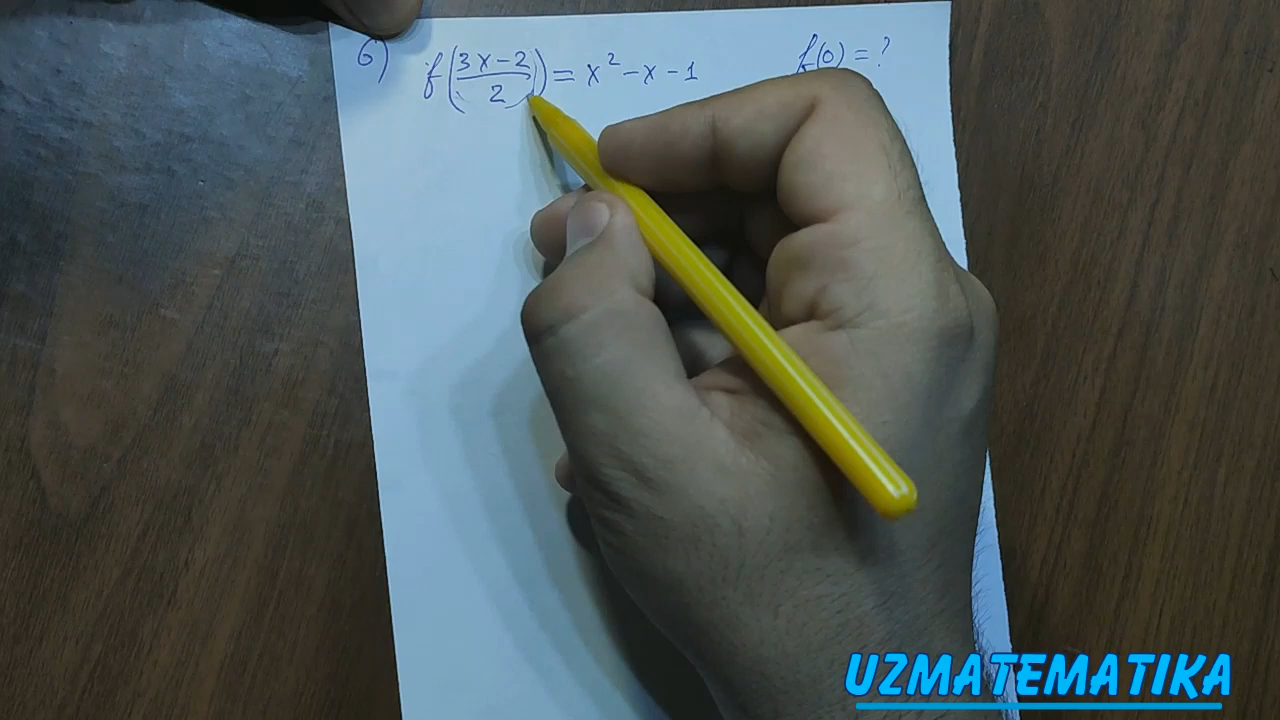 6) f((3x-2)/2) = x² - x - 1 f(0) = ?
UZMATEMATIKA